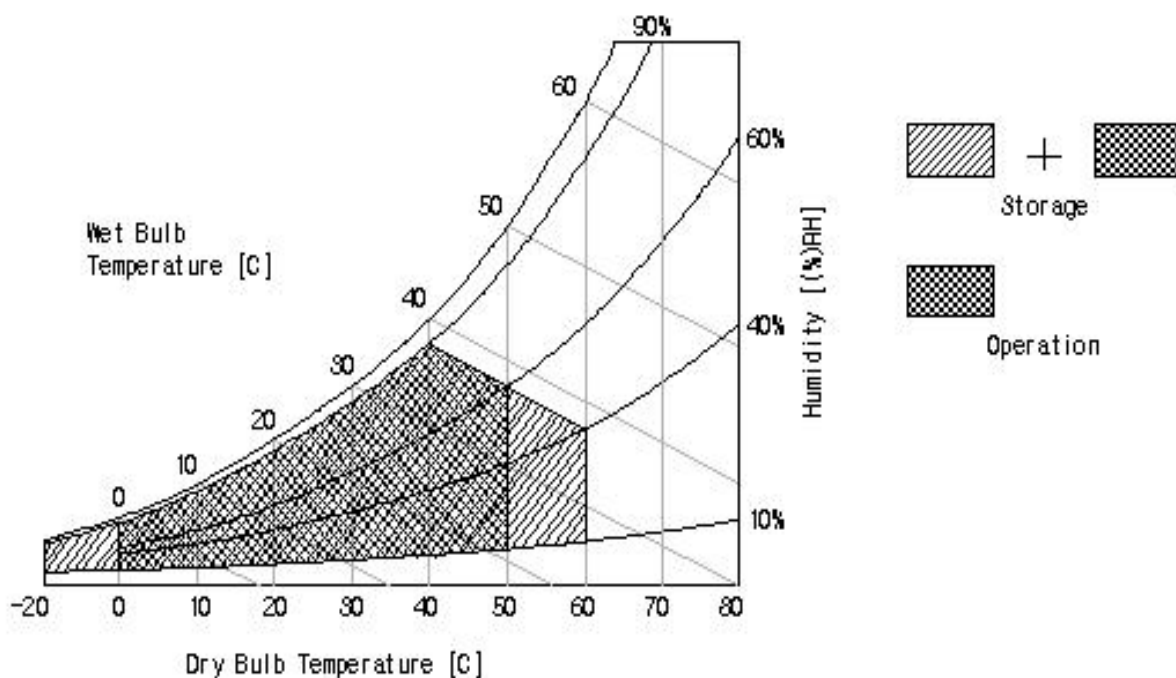 90%
60
60%
50
Wet Bulb
Temperature [C]
Humidity [(%)RH]
Storage
40
40%
Operation
30
20
10
0
10%
-20 0 10 20 30 40 50 60 70 80
Dry Bulb Temperature [C]